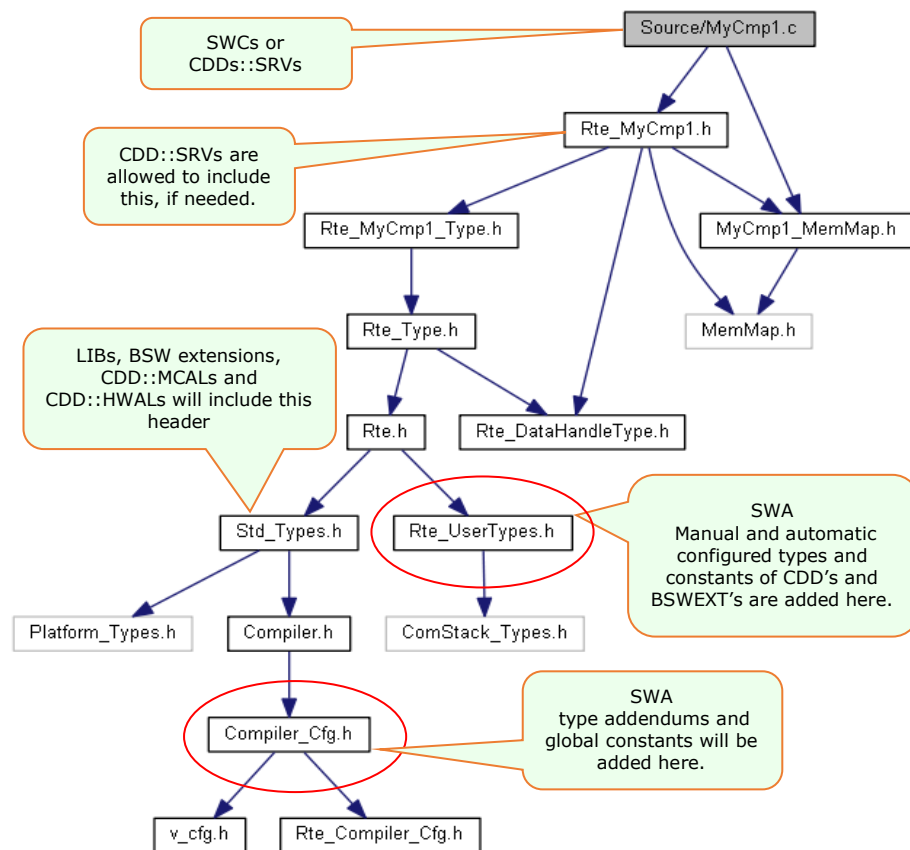 Source/MyCmp1.c
SWCs or
CDDs::SRVs
Rte_MyCmp1.h
CDD::SRVs are
allowed to include
this, if needed.
Rte_MyCmp1_Type.h
MyCmp1_MemMap.h
Rte_Type.h
MemMap.h
LIBs, BSW extensions,
CDD::MCALs and
CDD::HWALs will include this
header
Rte.h
Rte_DataHandleType.h
Std_Types.h
Rte_UserTypes.h
SWA
Manual and automatic
configured types and
constants of CDD’s and
BSWEXT’s are added here.
Platform_Types.h
Compiler.h
ComStack_Types.h
Compiler_Cfg.h
SWA
type addendums and
global constants will be
added here.
v_cfg.h
Rte_Compiler_Cfg.h